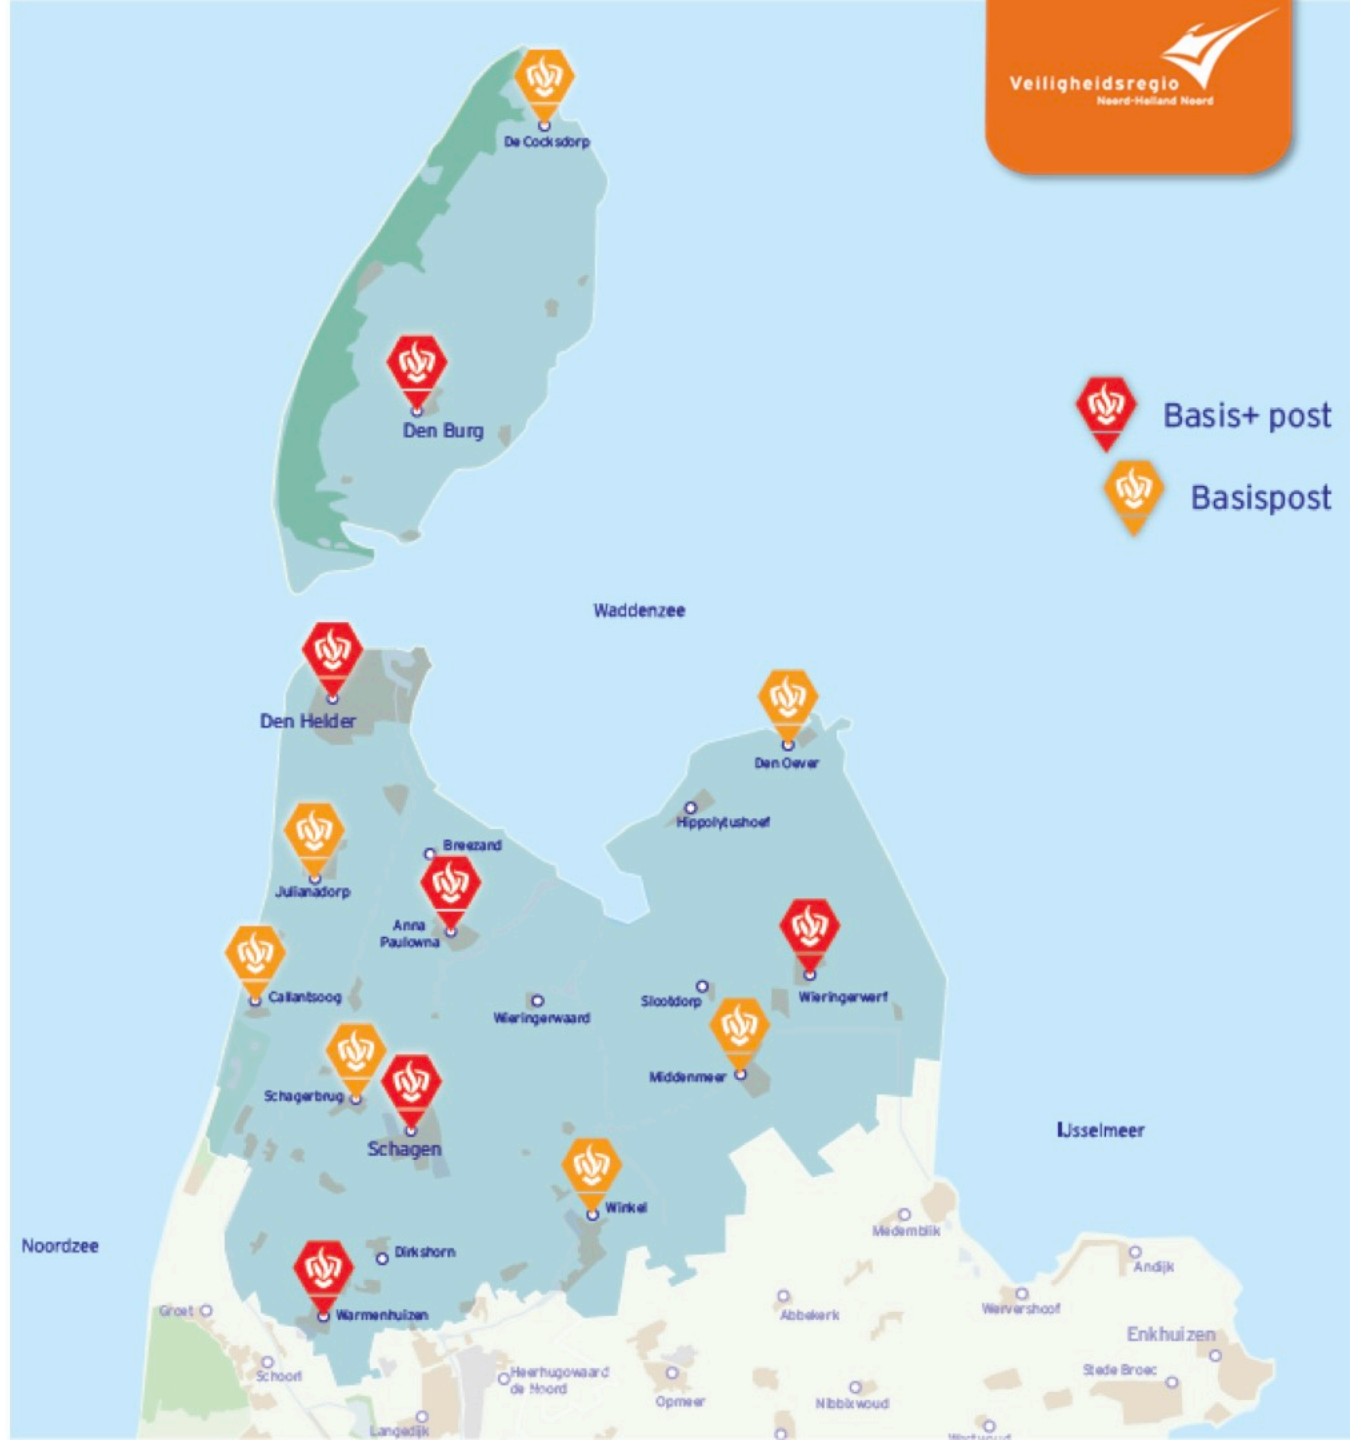 Veiligheidsregio
Noord-Holland Noord
De Cocksdorp
Den Burg
Basis+ post
Basispost
Waddenzee
Den Helder
Den Oever
Hippolytushoef
Breezand
Julianadorp
Anna
Paulowna
Callantsoog
Slootdorp
Wieringerwerf
Wieringerwaard
Middenmeer
Schagerbrug
Schagen
IJsselmeer
Winkel
Medemblik
Noordzee
Dirkshorn
Andijk
Groet
Warmenhuizen
Abbekerk
Wervershoof
Enkhuizen
Schoorl
Heerhugowaard
de Noord
Stede Broec
Opmeer
Nibbixwoud
Langedijk
Westwoud